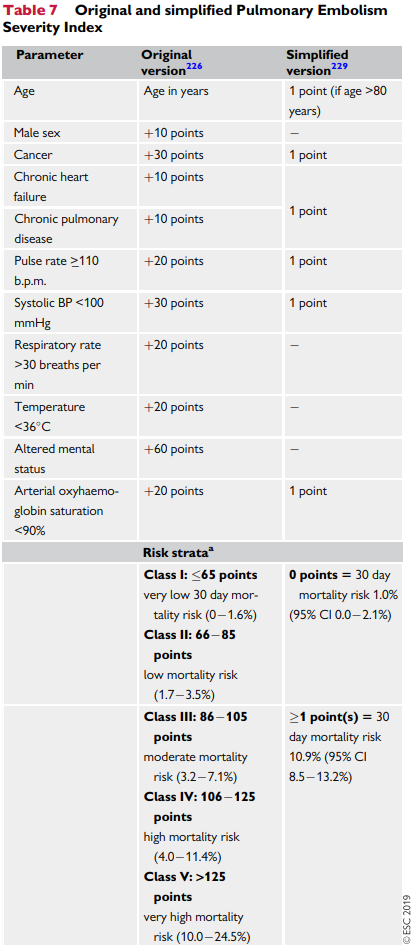 Table 7 Original and simplified Pulmonary Embolism
Severity Index
Parameter Original Simplified
version226 version229
Age Age in years 1 point (if age >80
years)
Male sex +10 points –
Cancer +30 points 1 point
Chronic heart +10 points
failure
1 point
Chronic pulmonary +10 points
disease
Pulse rate ≥110 +20 points 1 point
b.p.m.
Systolic BP <100 +30 points 1 point
mmHg
Respiratory rate +20 points –
>30 breaths per
min
Temperature +20 points –
<36°C
Altered mental +60 points –
status
Arterial oxyhaemo- +20 points 1 point
globin saturation
<90%
Risk strataa
Class I: ≤65 points 0 points = 30 day
very low 30 day mor- mortality risk 1.0%
tality risk (0–1.6%) (95% CI 0.0–2.1%)
Class II: 66–85
points
low mortality risk
(1.7–3.5%)
Class III: 86–105 ≥1 point(s) = 30
points day mortality risk
moderate mortality 10.9% (95% CI
risk (3.2–7.1%) 8.5–13.2%)
Class IV: 106–125
points
high mortality risk
(4.0–11.4%)
Class V: >125
points
very high mortality
risk (10.0–24.5%)
© ESC 2019